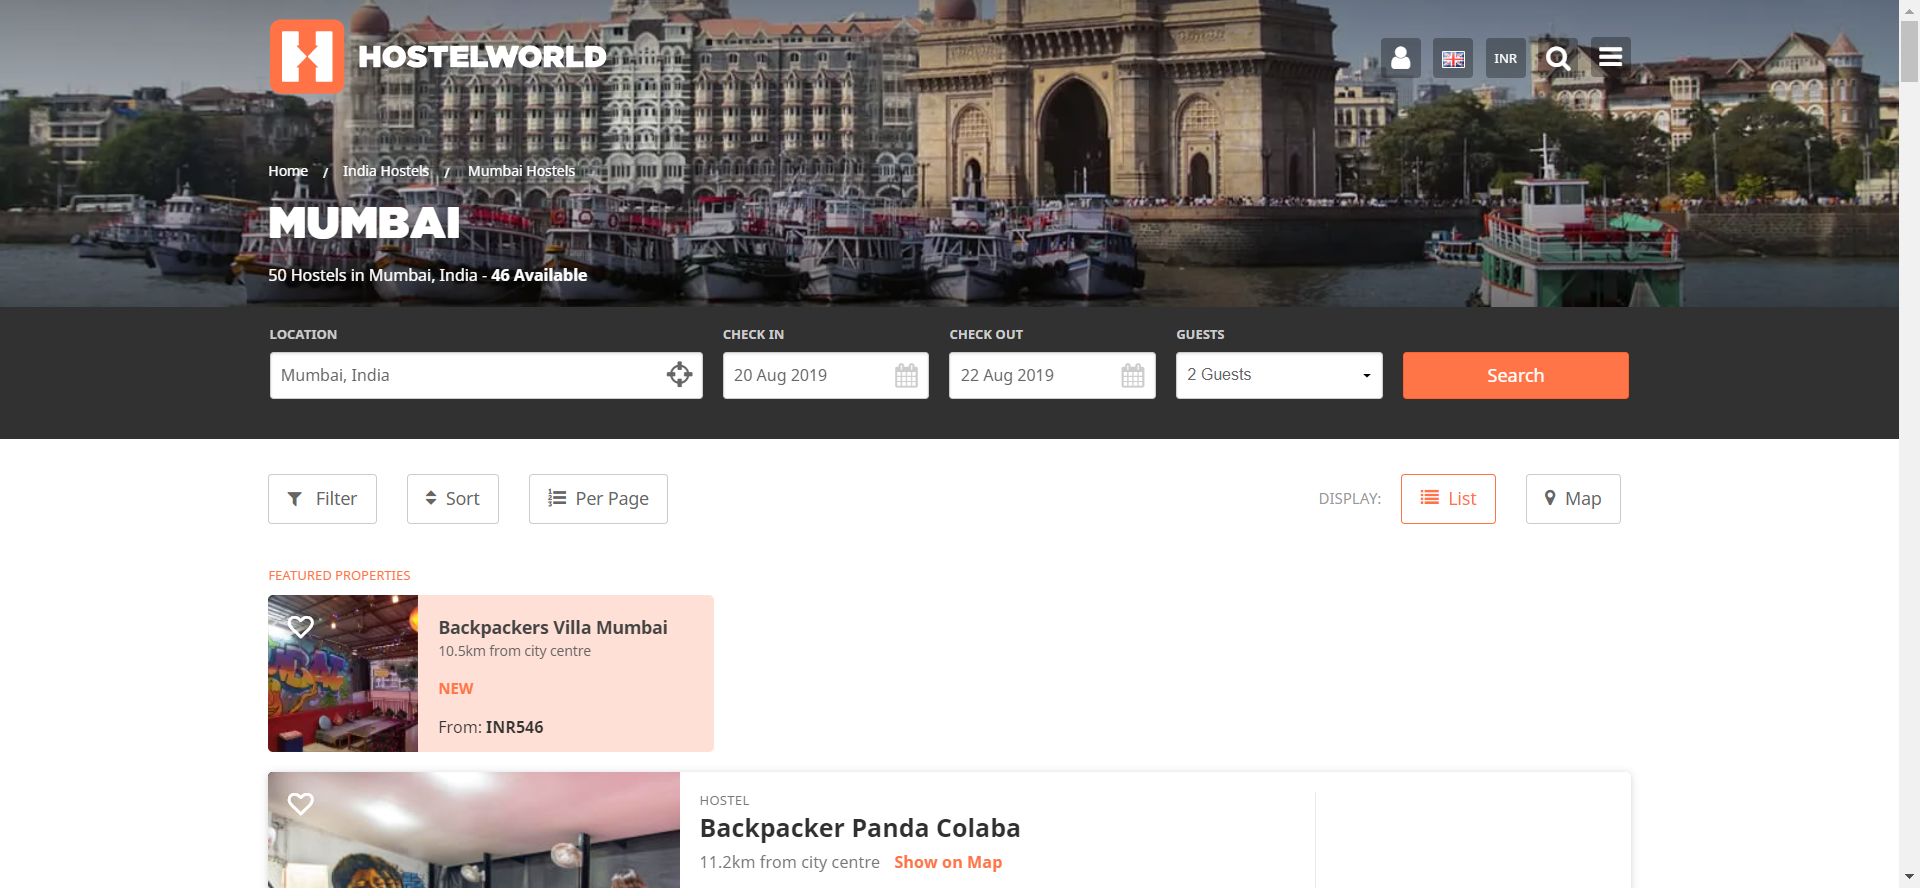 HOSTELWORLD
INR
Home / India Hostels / Mumbai Hostels
MUMBAI
50 Hostels in Mumbai, India - 46 Available
LOCATION
CHECK IN
CHECK OUT
GUESTS
Mumbai, India
20 Aug 2019
22 Aug 2019
2 Guests
Search
Filter
Sort
Per Page
DISPLAY:
List
Map
FEATURED PROPERTIES
Backpackers Villa Mumbai
10.5km from city centre
NEW
From: INR546
HOSTEL
Backpacker Panda Colaba
11.2km from city centre Show on Map